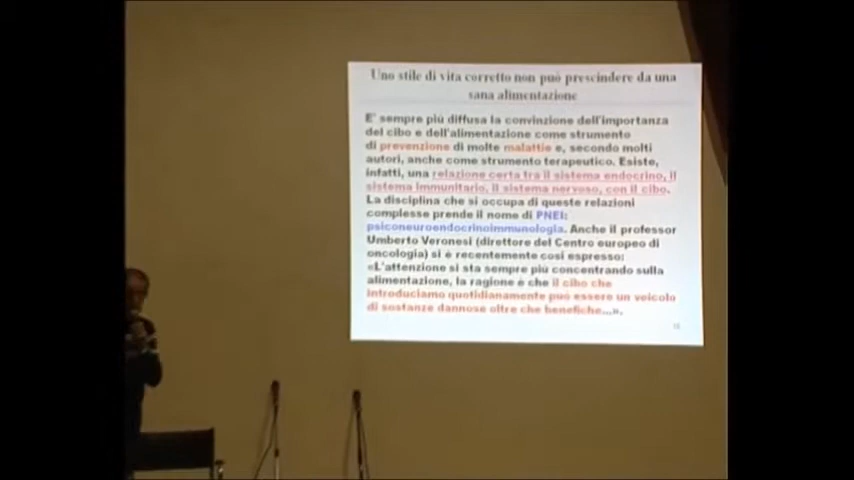 Uno stile di vita corretto non può prescindere da una
sana alimentazione
E' sempre più diffusa la convinzione dell'importanza
del cibo e dell'alimentazione come strumento
di prevenzione di molte malattie e, secondo molti
autori, anche come strumento terapeutico. Esiste,
infatti, una relazione certa tra il sistema endocrino, il
sistema immunitario, il sistema nervoso, con il cibo.
La disciplina che si occupa di queste relazioni
complesse prende il nome di PNEI:
psiconeuroendocrinoimmunologia. Anche il professor
Umberto Veronesi (direttore del Centro europeo di
oncologia) si è recentemente così espresso:
«L'attenzione si sta sempre più concentrando sulla
alimentazione, la ragione è che il cibo che
introduciamo quotidianamente può essere un veicolo
di sostanze dannose oltre che benefiche...».